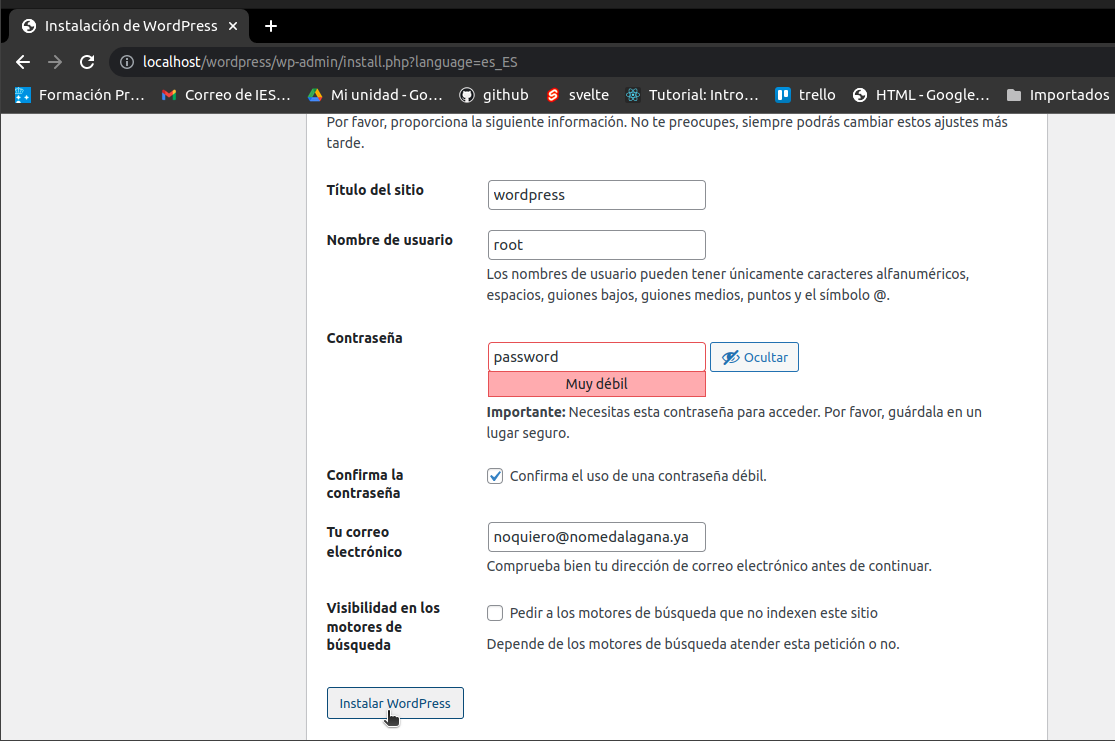 Instalación de WordPress
localhost/wordpress/wp-admin/install.php?language=es_ES
Formación Pr... Correo de IES... Mi unidad - Go... github svelte Tutorial: Intro... trello HTML - Google... Importados
Por favor, proporciona la siguiente información. No te preocupes, siempre podrás cambiar estos ajustes más
tarde.
Título del sitio
wordpress
Nombre de usuario
root
Los nombres de usuario pueden tener únicamente caracteres alfanuméricos,
espacios, guiones bajos, guiones medios, puntos y el símbolo @.
Contraseña
password
Ocultar
Muy débil
Importante: Necesitas esta contraseña para acceder. Por favor, guárdala en un
lugar seguro.
Confirma la
contraseña
Confirma el uso de una contraseña débil.
Tu correo
electrónico
noquiero@nomedalagana.ya
Comprueba bien tu dirección de correo electrónico antes de continuar.
Visibilidad en los
motores de
búsqueda
Pedir a los motores de búsqueda que no indexen este sitio
Depende de los motores de búsqueda atender esta petición o no.
Instalar WordPress